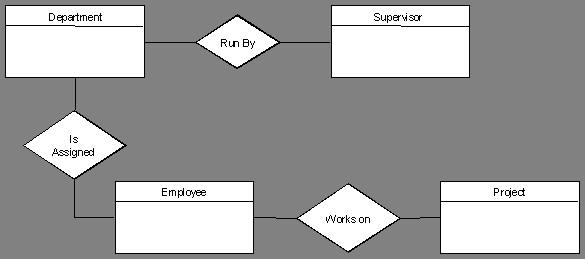 Department
Run By
Supervisor
Is
Assigned
Employee
Works on
Project